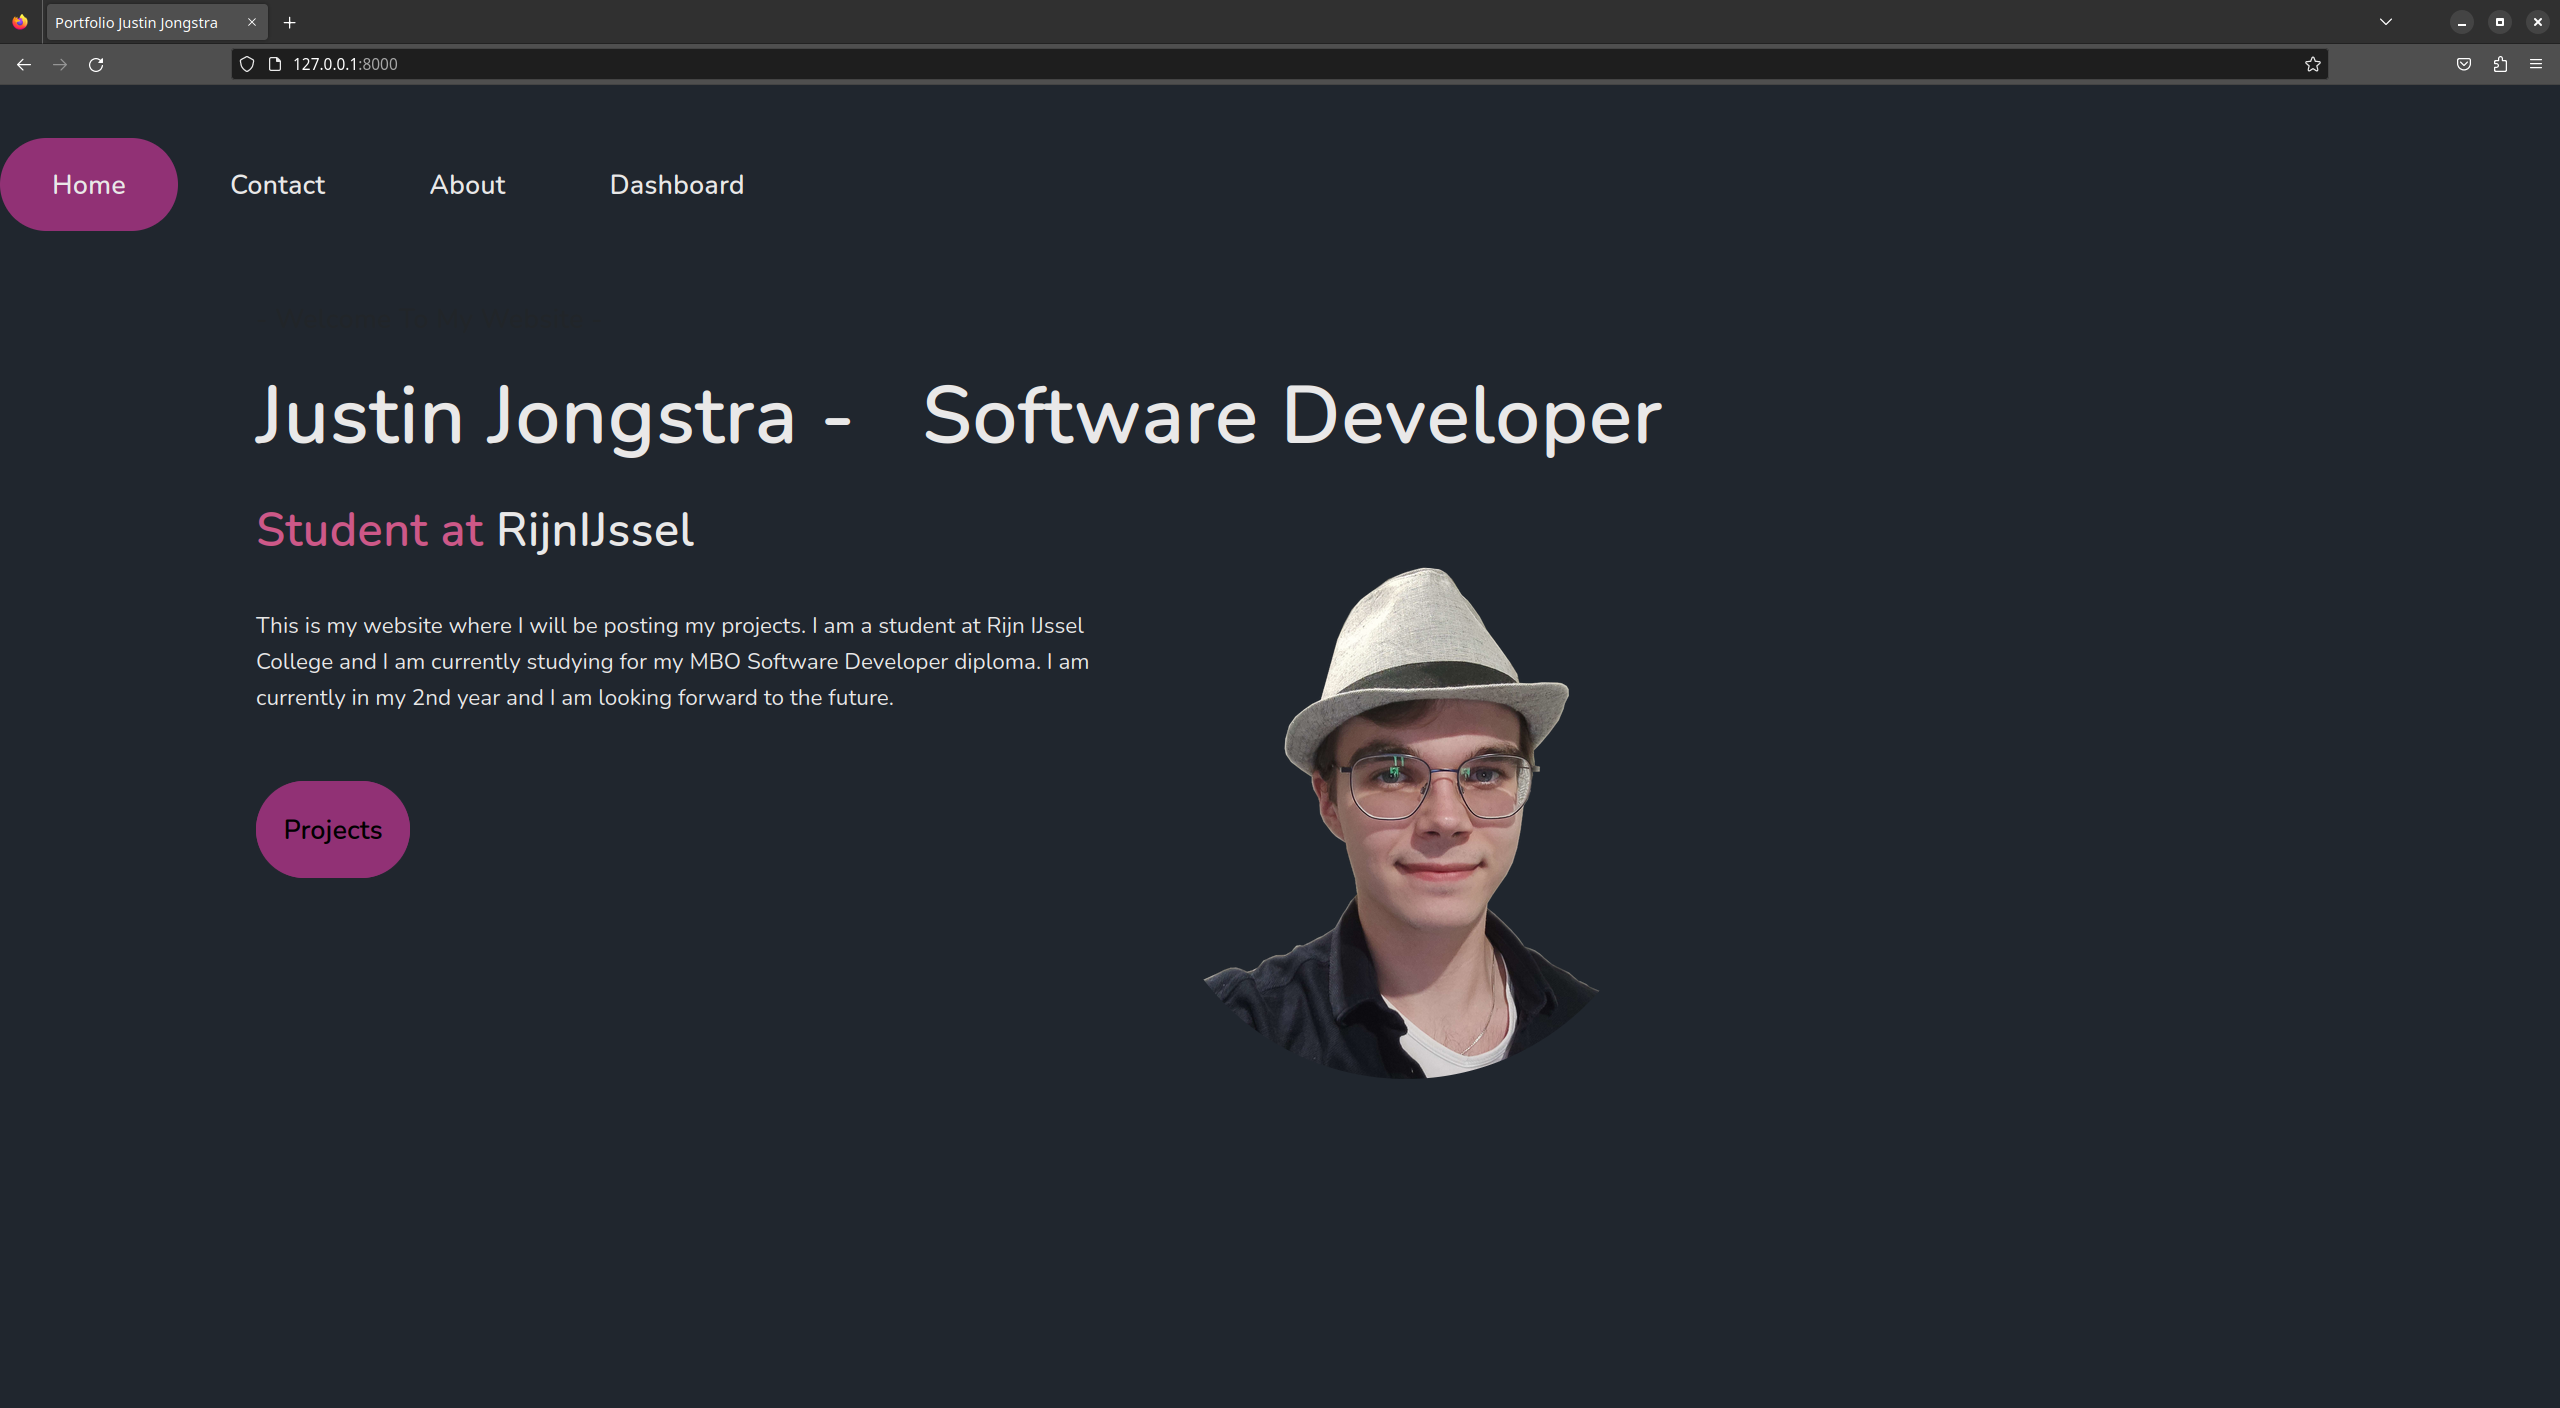 Portfolio Justin Jongstra
127.0.0.1:8000
Home Contact About Dashboard
Justin Jongstra - Software Developer
Student at RijnIJssel
This is my website where I will be posting my projects. I am a student at Rijn IJssel
College and I am currently studying for my MBO Software Developer diploma. I am
currently in my 2nd year and I am looking forward to the future.
Projects